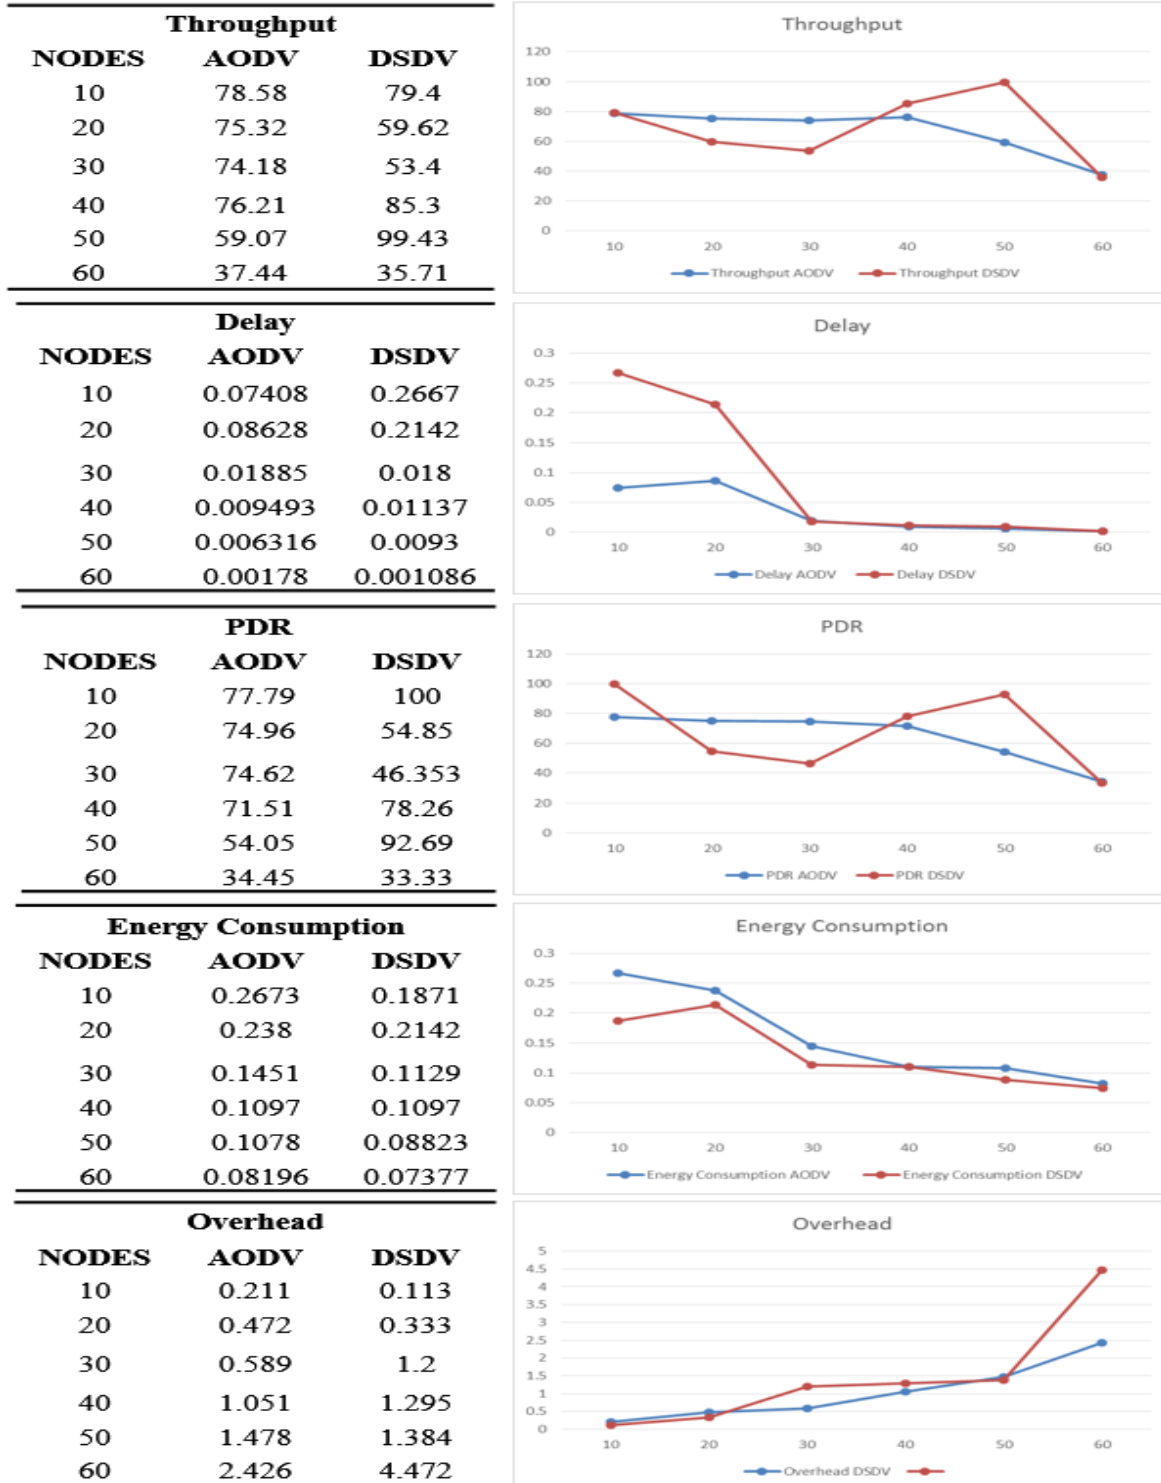 Throughput
NODES AODV DSDV
10 78.58 79.4
20 75.32 59.62
30 74.18 53.4
40 76.21 85.3
50 59.07 99.43
60 37.44 35.71
Throughput
120
100
80
60
40
20
0
10 20 30 40 50 60
Throughput AODV Throughput DSDV
Delay
NODES AODV DSDV
10 0.07408 0.2667
20 0.08628 0.2142
30 0.01885 0.018
40 0.009493 0.01137
50 0.006316 0.0093
60 0.00178 0.001086
Delay
0.3
0.25
0.2
0.15
0.1
0.05
0
10 20 30 40 50 60
Delay AODV Delay DSDV
PDR
NODES AODV DSDV
10 77.79 100
20 74.96 54.85
30 74.62 46.353
40 71.51 78.26
50 54.05 92.69
60 34.45 33.33
PDR
120
100
80
60
40
20
0
10 20 30 40 50 60
PDR AODV PDR DSDV
Energy Consumption
NODES AODV DSDV
10 0.2673 0.1871
20 0.238 0.2142
30 0.1451 0.1129
40 0.1097 0.1097
50 0.1078 0.08823
60 0.08196 0.07377
Energy Consumption
0.3
0.25
0.2
0.15
0.1
0.05
0
10 20 30 40 50 60
Energy Consumption AODV Energy Consumption DSDV
Overhead
NODES AODV DSDV
10 0.211 0.113
20 0.472 0.333
30 0.589 1.2
40 1.051 1.295
50 1.478 1.384
60 2.426 4.472
Overhead
5
4.5
4
3.5
3
2.5
2
1.5
1
0.5
0
10 20 30 40 50 60
Overhead DSDV